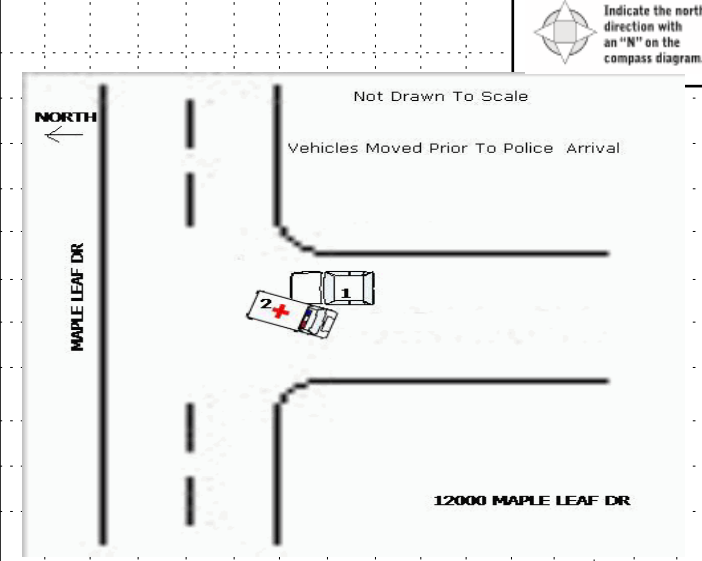 Indicate the north
direction with
an "N" on the
compass diagram.
Not Drawn To Scale
NORTH
Vehicles Moved Prior To Police Arrival
MAPLE LEAF DR
1
2
12000 MAPLE LEAF DR